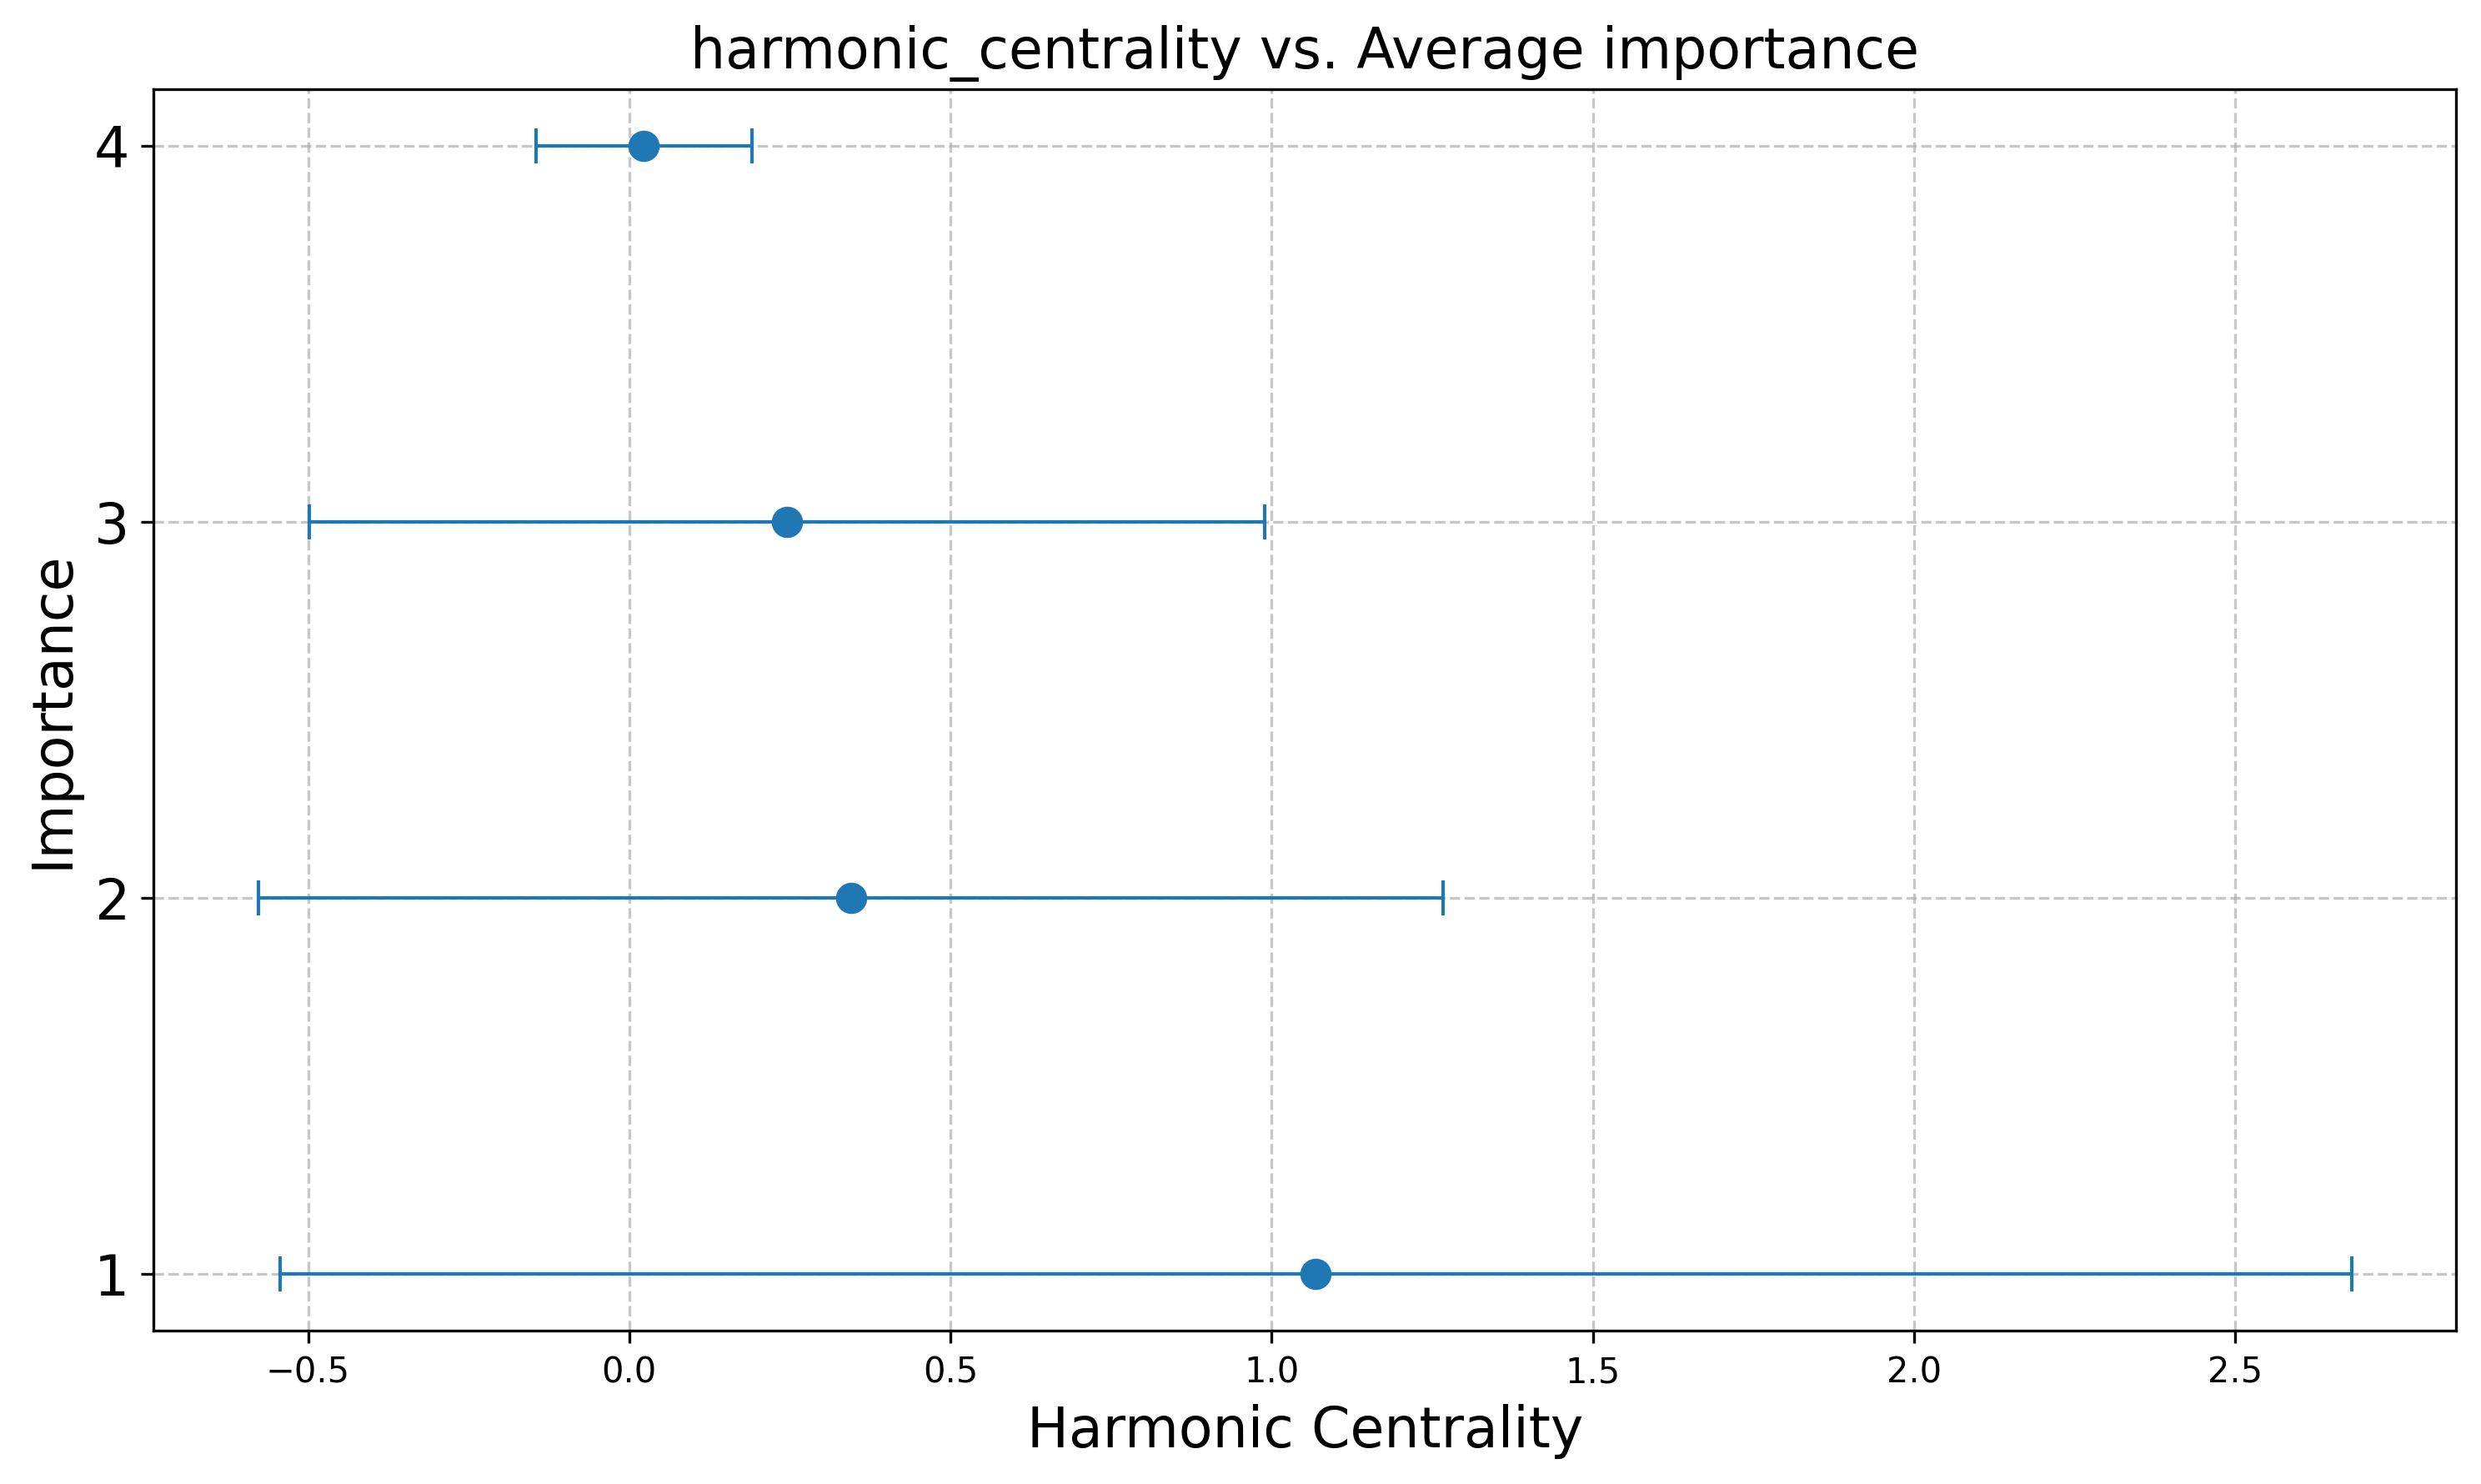 harmonic_centrality vs. Average importance
4
3
2
1
Importance
−0.5 0.0 0.5 1.0 1.5 2.0 2.5
Harmonic Centrality